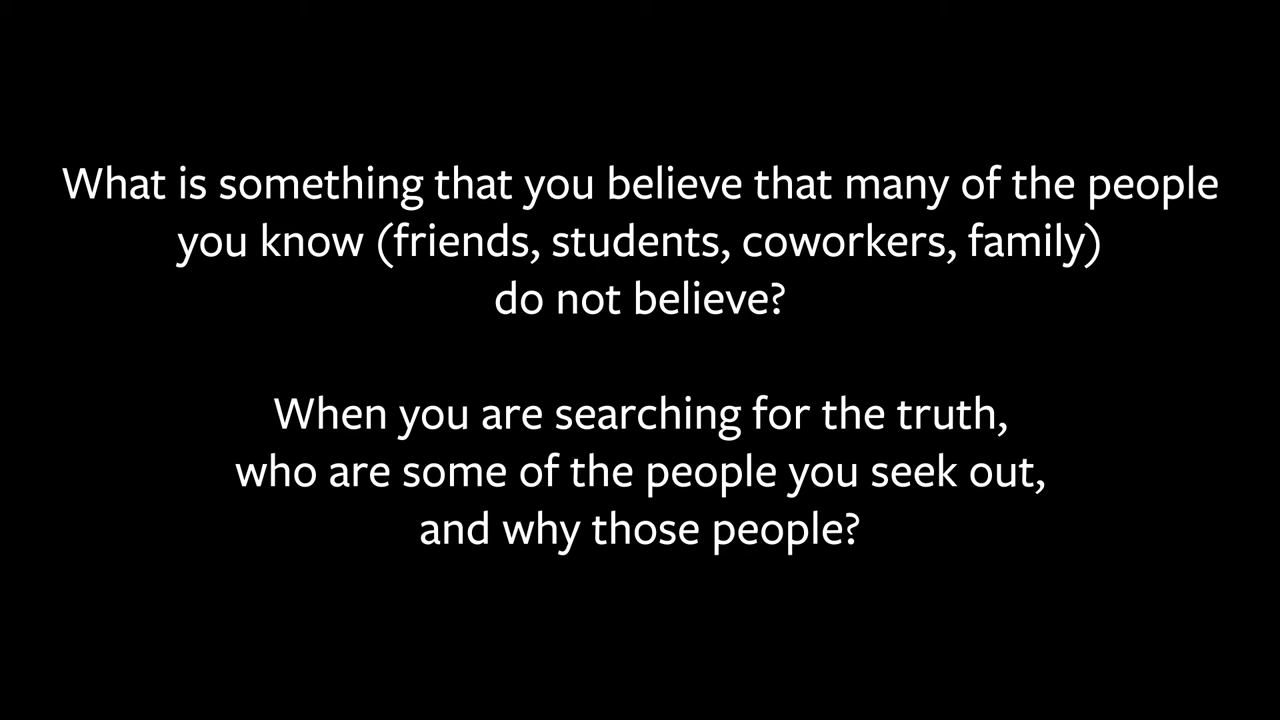 What is something that you believe that many of the people
you know (friends, students, coworkers, family)
do not believe?
When you are searching for the truth,
who are some of the people you seek out,
and why those people?